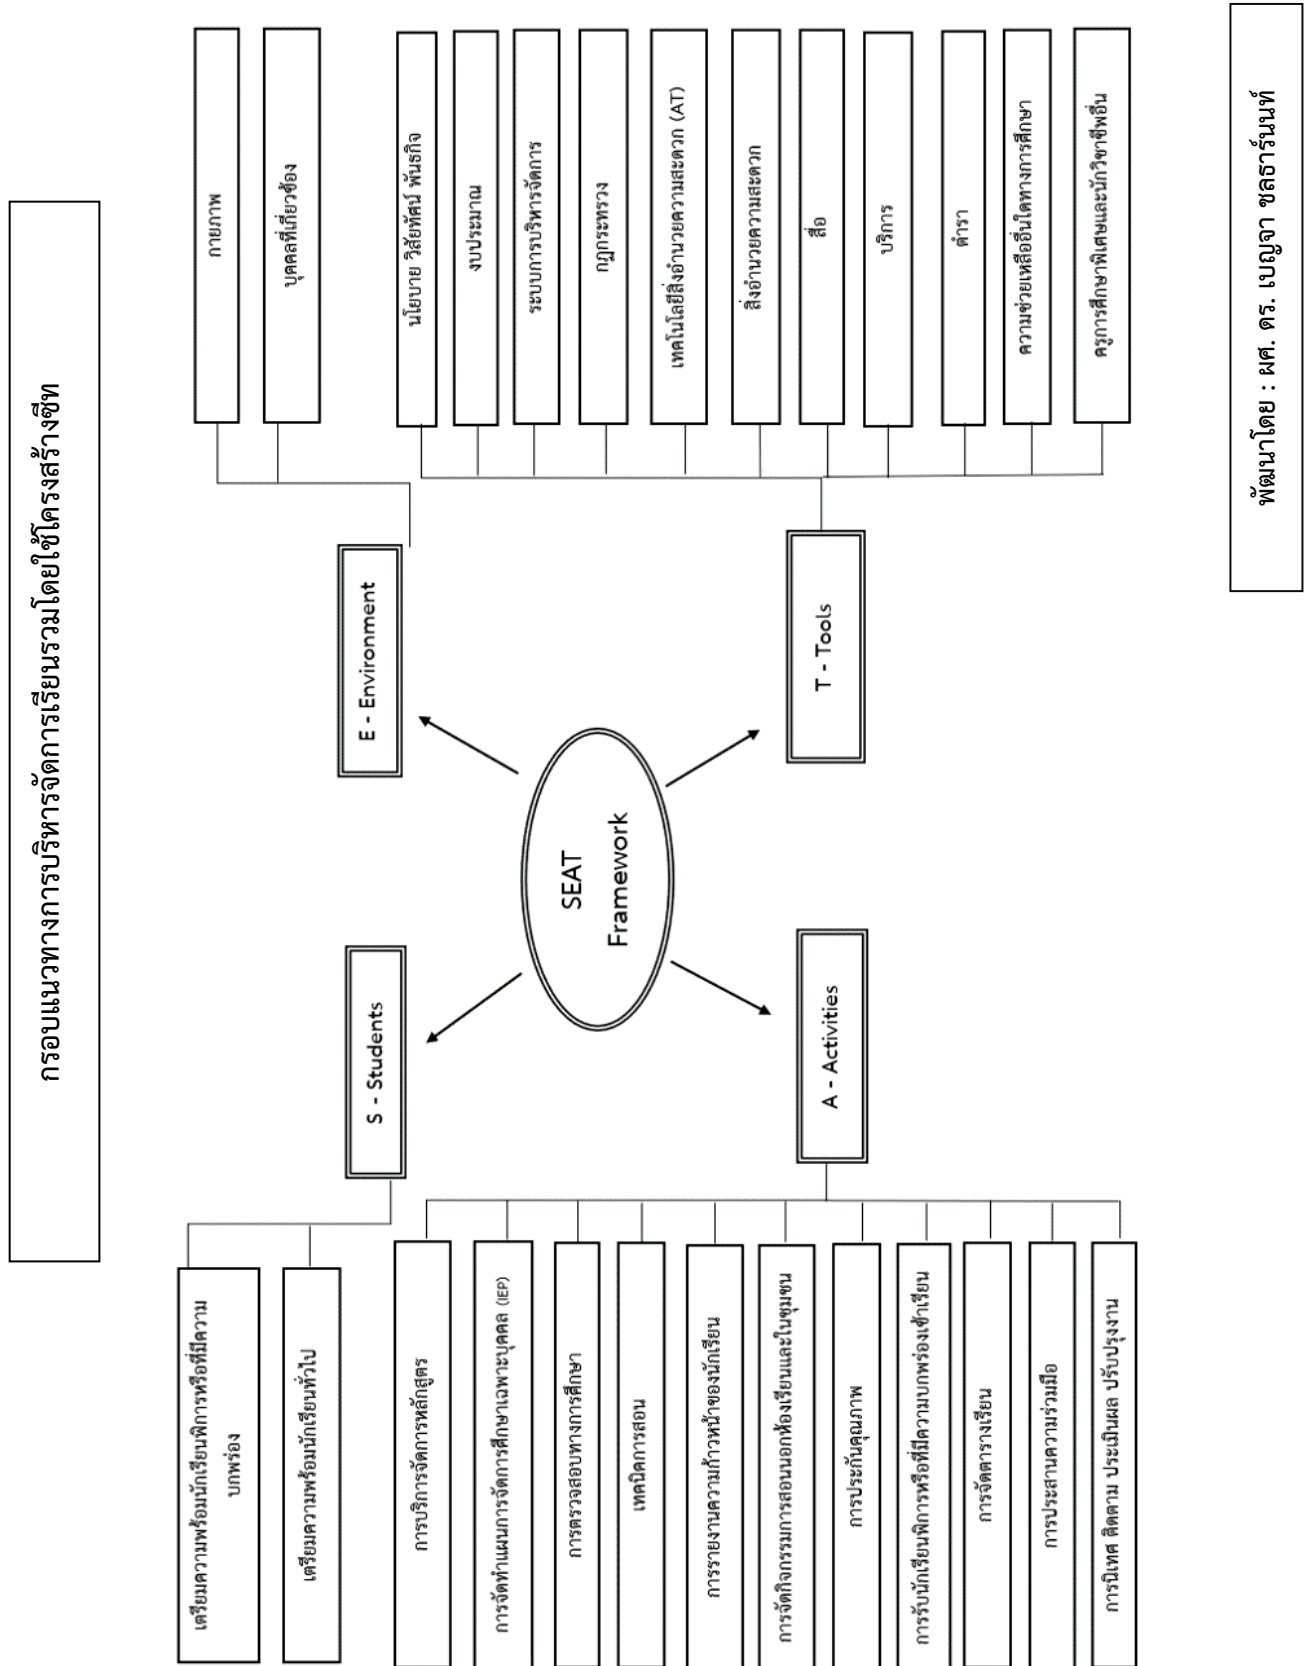 กรอบแนวทางการบริหารจัดการเรียนรวมโดยใช้โครงสร้างซีท
เตรียมความพร้อมนักเรียนพิการหรือที่มีความ
บกพร่อง
เตรียมความพร้อมนักเรียนทั่วไป
S - Students
E - Environment
กายภาพ
บุคคลที่เกี่ยวข้อง
SEAT
Framework
การบริการจัดการหลักสูตร
การจัดทำแผนการจัดการศึกษาเฉพาะบุคคล (IEP)
การตรวจสอบทางการศึกษา
เทคนิคการสอน
การรายงานความก้าวหน้าของนักเรียน
การจัดกิจกรรมการสอนนอกห้องเรียนและในชุมชน
การประกันคุณภาพ
การรับนักเรียนพิการหรือที่มีความบกพร่องเข้าเรียน
การจัดตารางเรียน
การประสานความร่วมมือ
การนิเทศ ติดตาม ประเมินผล ปรับปรุงงาน
A - Activities
T - Tools
นโยบาย วิสัยทัศน์ พันธกิจ
งบประมาณ
ระบบการบริหารจัดการ
กฎกระทรวง
เทคโนโลยีสิ่งอำนวยความสะดวก (AT)
สิ่งอำนวยความสะดวก
สื่อ
บริการ
ตำรา
ความช่วยเหลืออื่นใดทางการศึกษา
ครูการศึกษาพิเศษและนักวิชาชีพอื่น
พัฒนาโดย : ผศ. ดร. เบญจา ชลธาร์นนท์